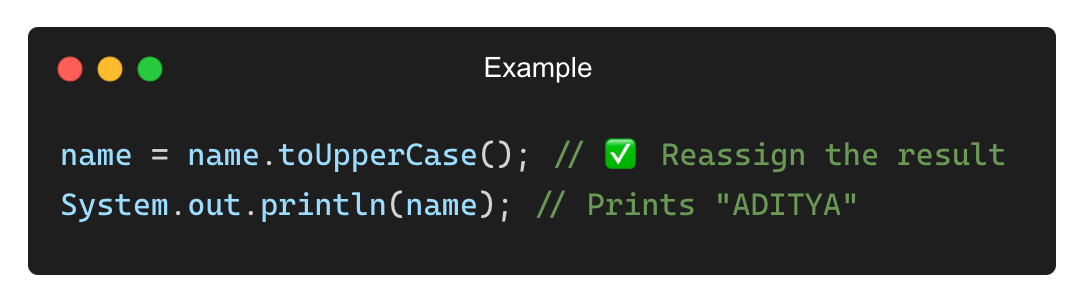 Example
name = name.toUpperCase(); // ✅ Reassign the result
System.out.println(name); // Prints "ADITYA"